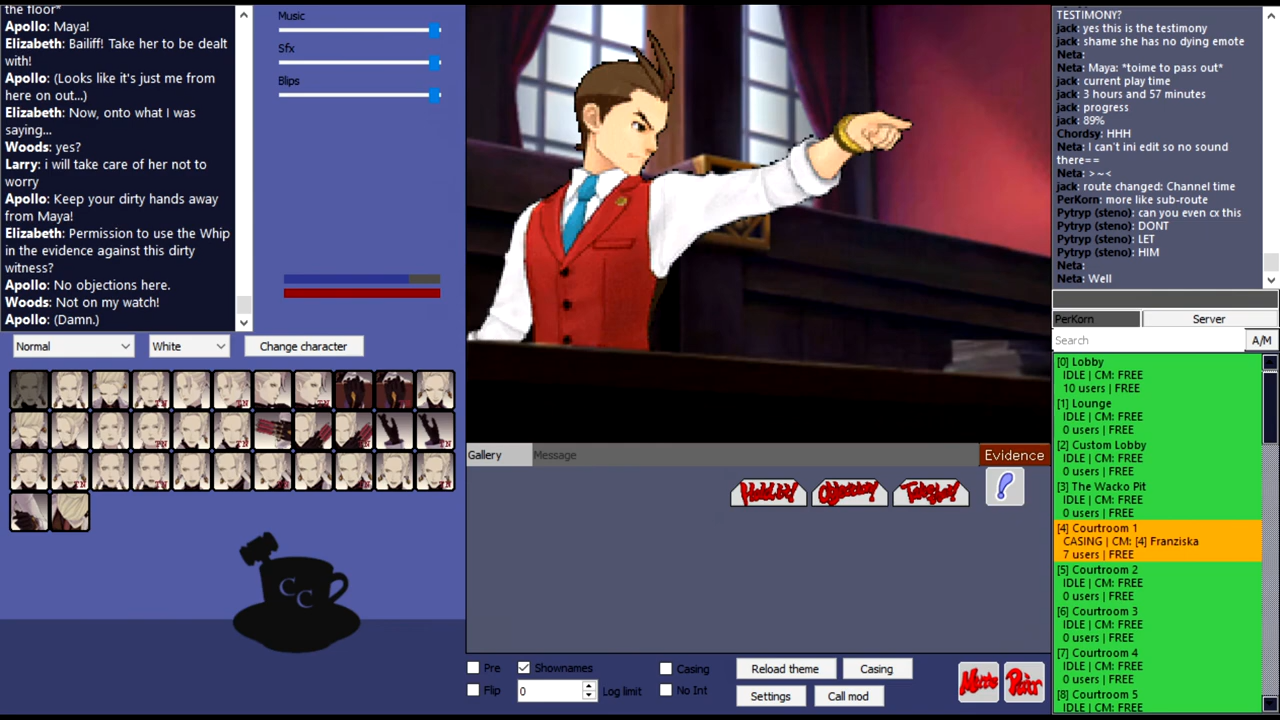 the floor*
Apollo: Maya!
Elizabeth: Bailiff! Take her to be dealt
with!
Apollo: (Looks like it's just me from
here on out...)
Elizabeth: Now, onto what I was
saying...
Woods: yes?
Larry: i will take care of her not to
worry
Apollo: Keep your dirty hands away
from Maya!
Elizabeth: Permission to use the Whip
in the evidence against this dirty
witness?
Apollo: No objections here.
Woods: Not on my watch!
Apollo: (Damn.)
Music
Sfx
Blips
Normal
White
Change character
TN
CC
TESTIMONY?
jack: yes this is the testimony
jack: shame she has no dying emote
Neta:
Neta: Maya: *toime to pass out*
jack: current play time
jack: 3 hours and 57 minutes
jack: progress
jack: 89%
Chordsy: HHH
Neta: I can't ini edit so no sound
there==
Neta: >~<
jack: route changed: Channel time
PerKorn: more like sub-route
Pytryp (steno): can you even cx this
Pytryp (steno): DONT
Pytryp (steno): LET
Pytryp (steno): HIM
Neta:
Neta: Well
PerKorn
Server
Search
A/M
[0] Lobby
IDLE | CM: FREE
10 users | FREE
[1] Lounge
IDLE | CM: FREE
0 users | FREE
[2] Custom Lobby
IDLE | CM: FREE
0 users | FREE
[3] The Wacko Pit
IDLE | CM: FREE
0 users | FREE
[4] Courtroom 1
CASING | CM: [4] Franziska
7 users | FREE
[5] Courtroom 2
IDLE | CM: FREE
0 users | FREE
[6] Courtroom 3
IDLE | CM: FREE
0 users | FREE
[7] Courtroom 4
IDLE | CM: FREE
0 users | FREE
[8] Courtroom 5
IDLE | CM: FREE
Gallery
Message
Evidence
Hold it!
Objection!
Take that!
Pre
Shownames
Casing
Reload theme
Casing
Flip
0
Log limit
No Int
Settings
Call mod
Mute
Pair